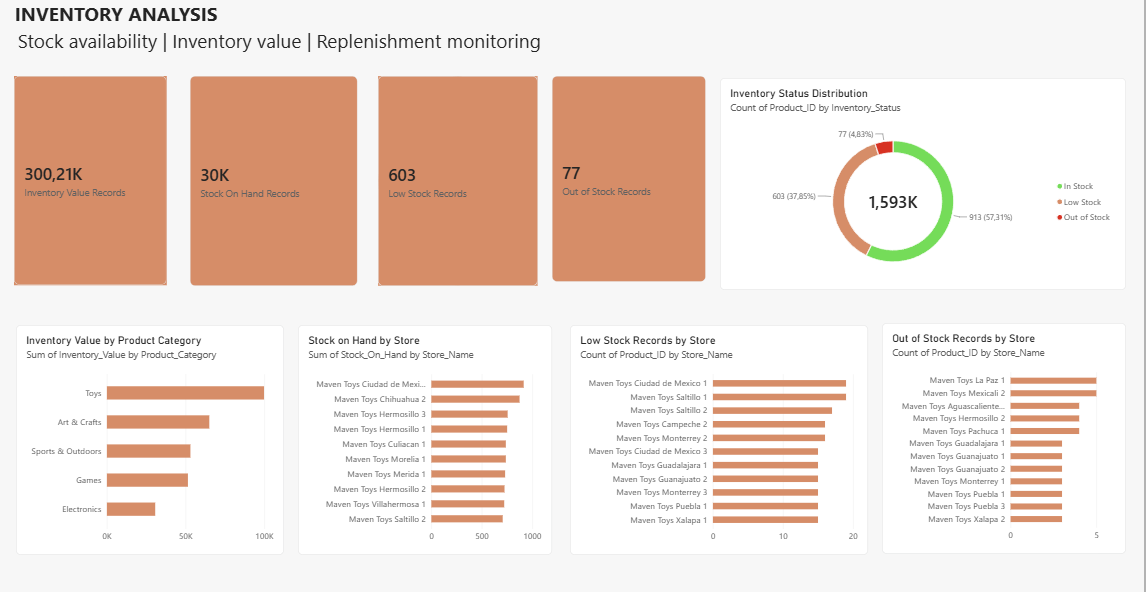 INVENTORY ANALYSIS
Stock availability | Inventory value | Replenishment monitoring
300,21K
Inventory Value Records
30K
Stock On Hand Records
603
Low Stock Records
77
Out of Stock Records
Inventory Status Distribution
Count of Product_ID by Inventory_Status
77 (4,83%)
603 (37,85%)
1,593K
913 (57,31%)
In Stock
Low Stock
Out of Stock
Inventory Value by Product Category
Sum of Inventory_Value by Product_Category
Toys
Art & Crafts
Sports & Outdoors
Games
Electronics
0K 50K 100K
Stock on Hand by Store
Sum of Stock_On_Hand by Store_Name
Maven Toys Ciudad de Mexi...
Maven Toys Chihuahua 2
Maven Toys Hermosillo 3
Maven Toys Hermosillo 1
Maven Toys Culiacan 1
Maven Toys Morelia 1
Maven Toys Merida 1
Maven Toys Hermosillo 2
Maven Toys Villahermosa 1
Maven Toys Saltillo 2
0 500 1000
Low Stock Records by Store
Count of Product_ID by Store_Name
Maven Toys Ciudad de Mexico 1
Maven Toys Saltillo 1
Maven Toys Saltillo 2
Maven Toys Campeche 2
Maven Toys Monterrey 2
Maven Toys Ciudad de Mexico 3
Maven Toys Guadalajara 1
Maven Toys Guanajuato 2
Maven Toys Monterrey 3
Maven Toys Puebla 1
Maven Toys Xalapa 1
0 10 20
Out of Stock Records by Store
Count of Product_ID by Store_Name
Maven Toys La Paz 1
Maven Toys Mexicali 2
Maven Toys Aguascaliente...
Maven Toys Hermosillo 2
Maven Toys Pachuca 1
Maven Toys Guadalajara 1
Maven Toys Guanajuato 1
Maven Toys Guanajuato 2
Maven Toys Monterrey 1
Maven Toys Puebla 1
Maven Toys Puebla 3
Maven Toys Xalapa 2
0 5